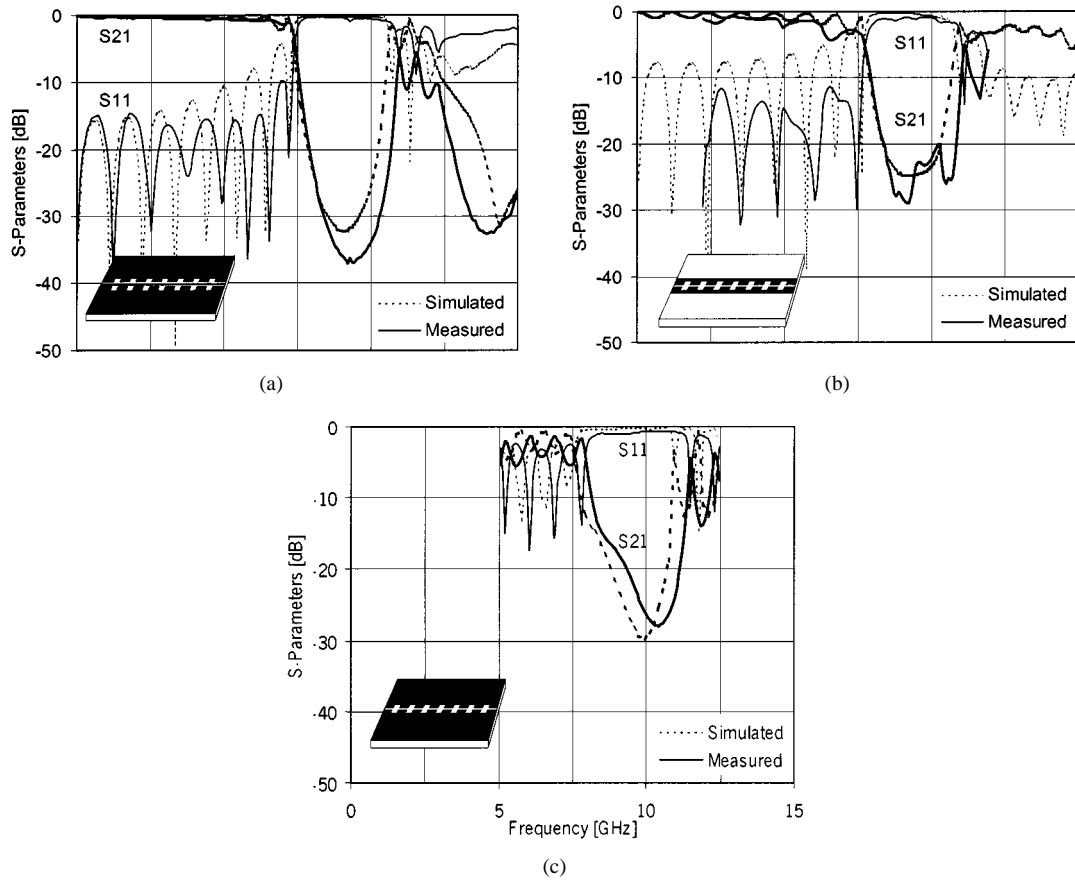 S-Parameters [dB]
0
-10
-20
-30
-40
-50
S21
S11
Simulated
Measured
(a)
S-Parameters [dB]
0
-10
-20
-30
-40
-50
S11
S21
Simulated
Measured
(b)
S-Parameters [dB]
0
-10
-20
-30
-40
-50
S11
S21
Simulated
Measured
0 5 10 15
Frequency [GHz]
(c)